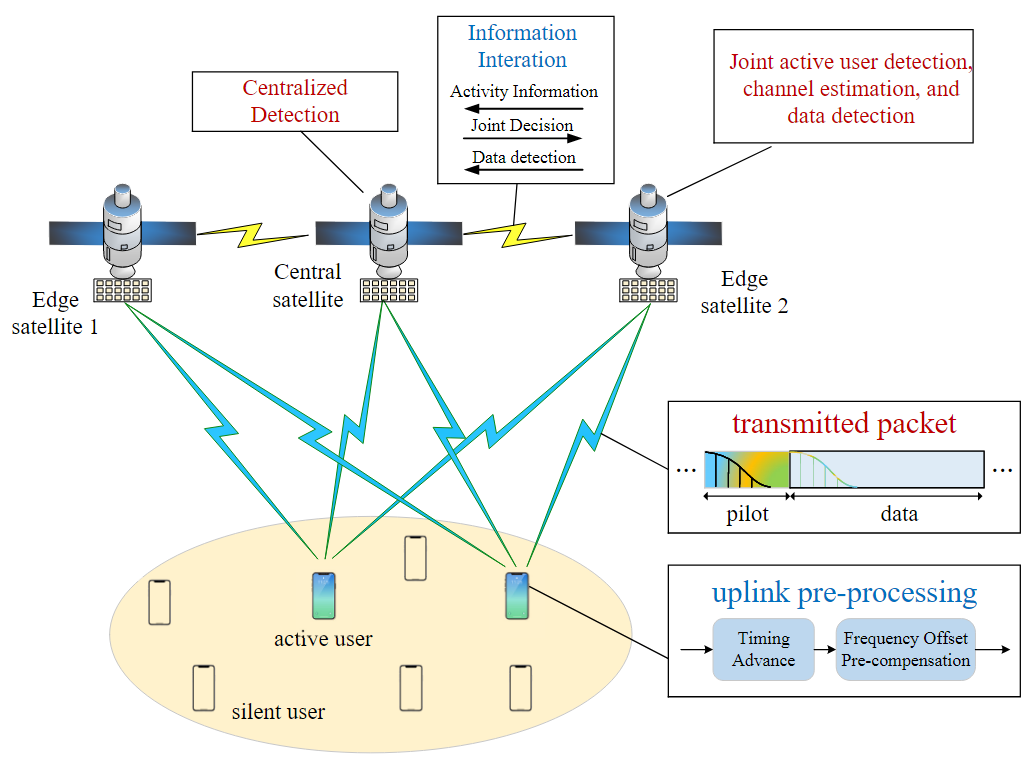 Information
Interation
Activity Information
Joint Decision
Data detection
Centralized
Detection
Joint active user detection,
channel estimation, and
data detection
Edge
satellite 1
Central
satellite
Edge
satellite 2
transmitted packet
...
...
pilot
data
uplink pre-processing
Timing
Advance
Frequency Offset
Pre-compensation
active user
silent user